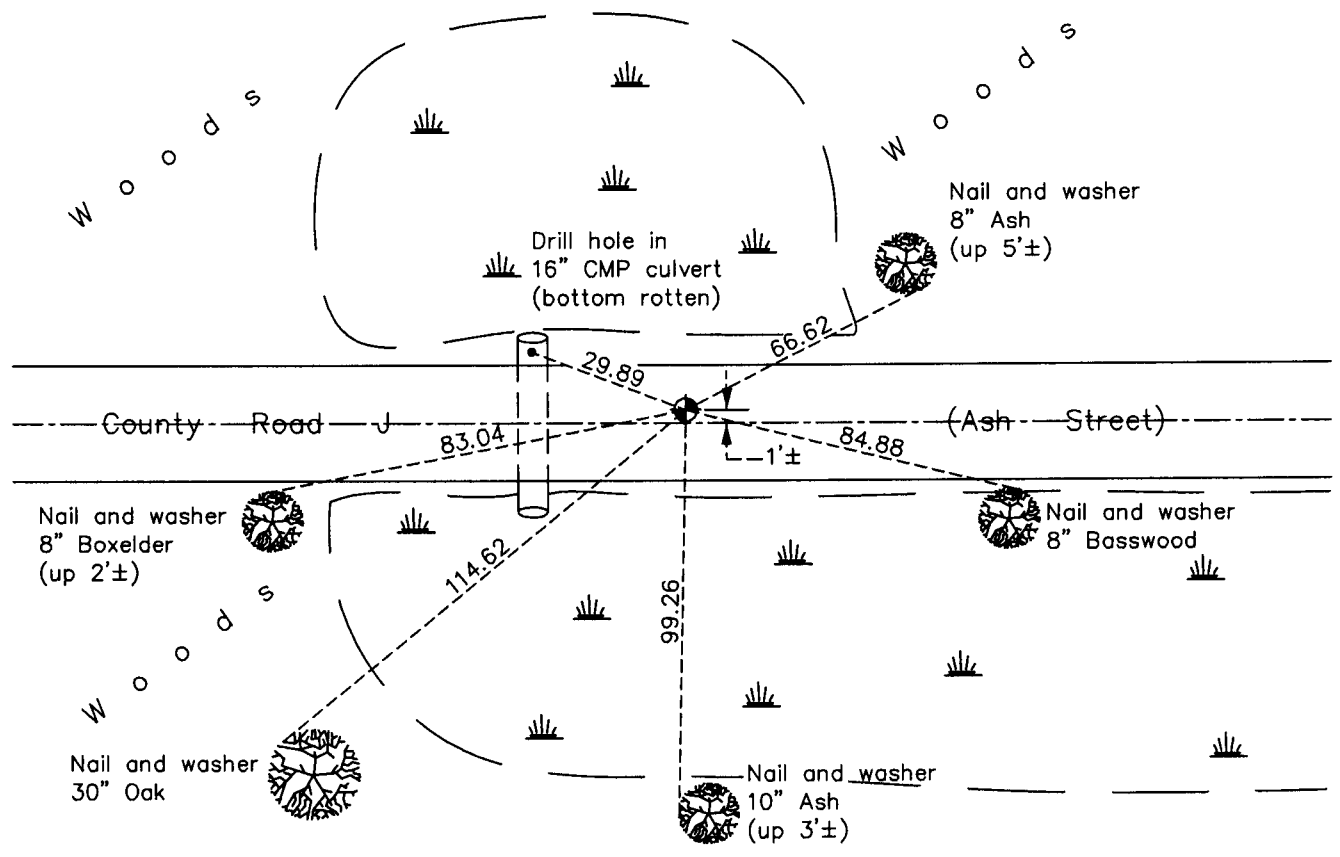 Woods
Woods
Nail and washer
8" Ash
(up 5'±)
Drill hole in
16" CMP culvert
(bottom rotten)
66.62
29.89
County Road J
(Ash Street)
83.04
84.88
1'±
Nail and washer
8" Boxelder
(up 2'±)
Nail and washer
8" Basswood
114.62
99.26
Woods
Nail and washer
30" Oak
Nail and washer
10" Ash
(up 3'±)